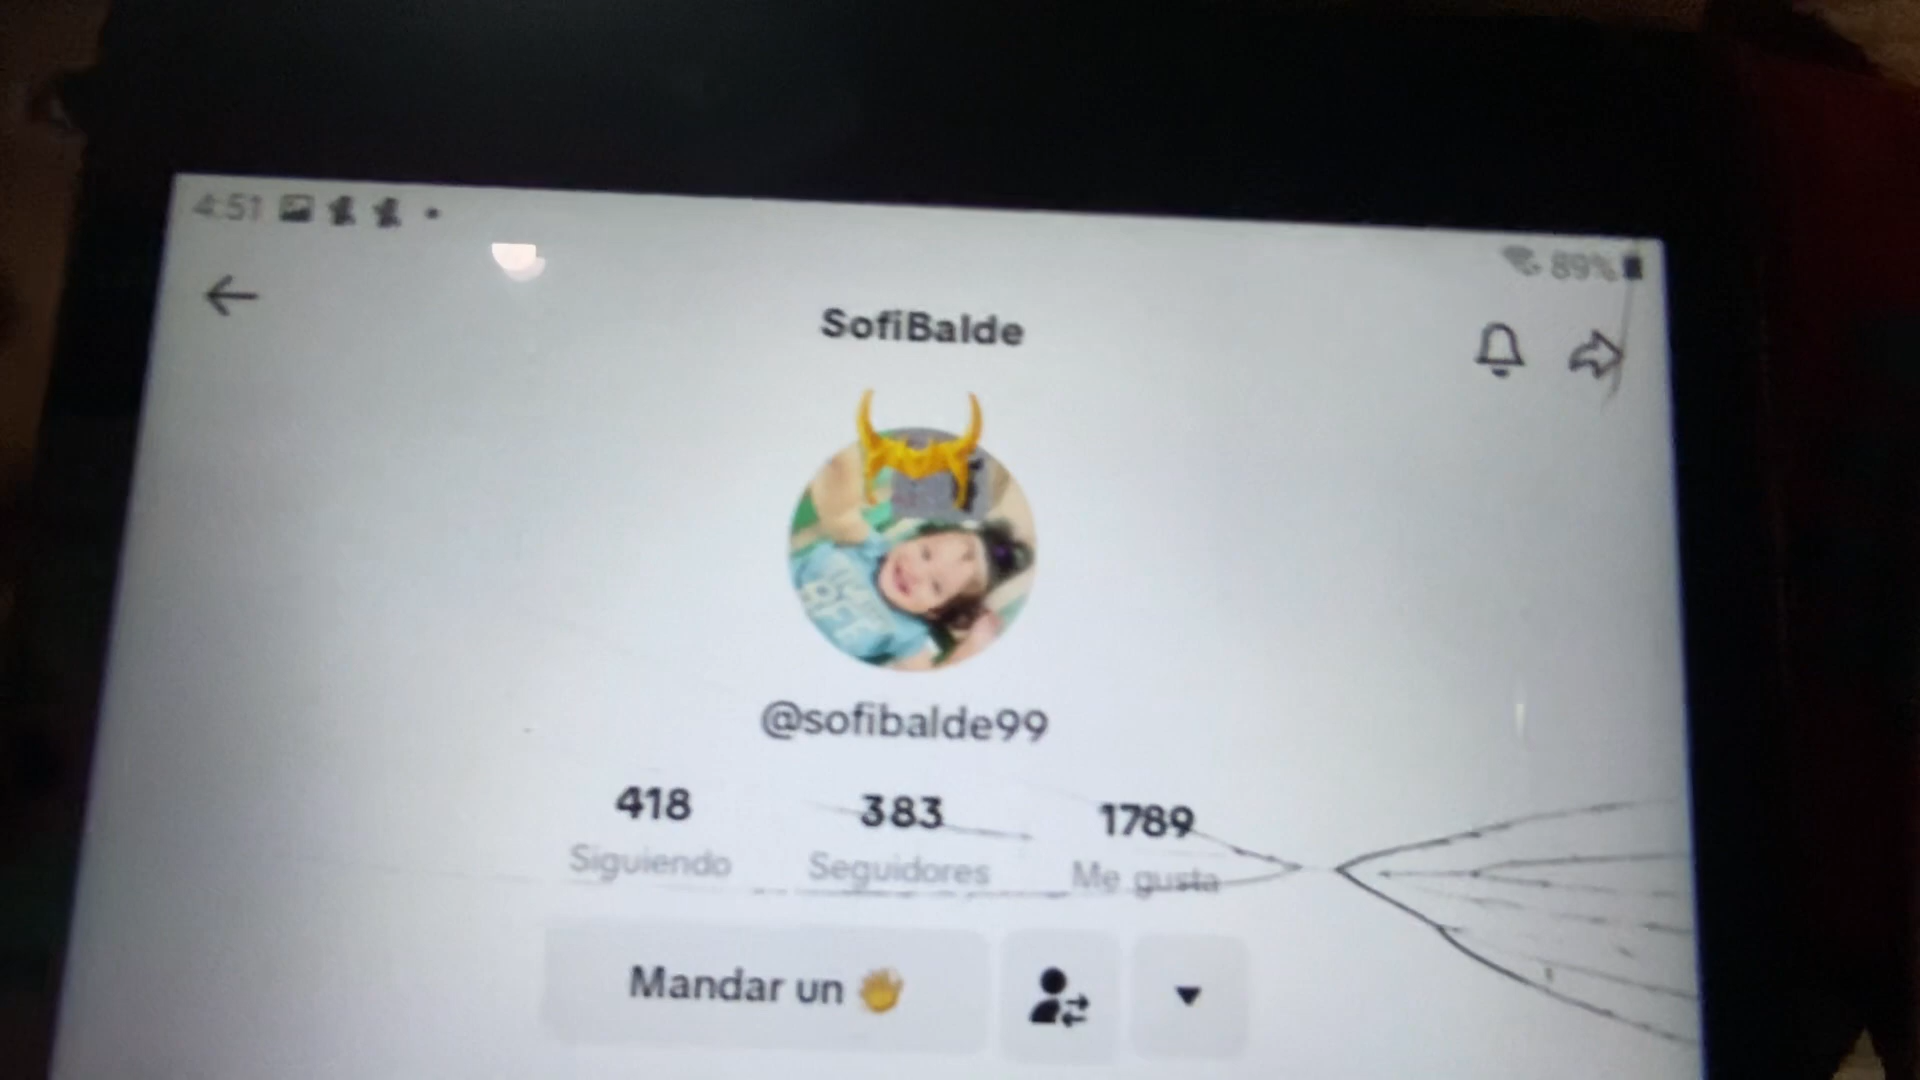 4:51
89%
SofiBalde
@sofibalde99
418 383 1789
Siguiendo Seguidores Me gusta
Mandar un 👋